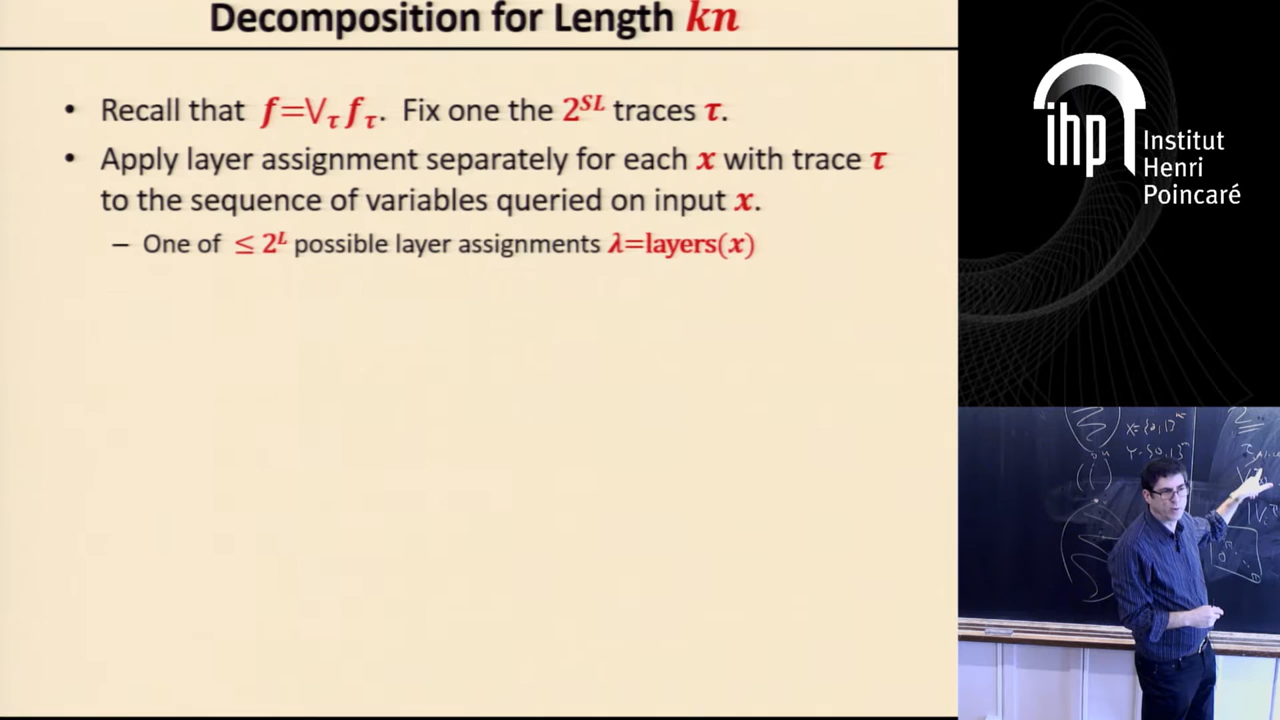 Decomposition for Length kn
• Recall that f=⋁τ fτ. Fix one the 2^SL traces τ.
• Apply layer assignment separately for each x with trace τ
to the sequence of variables queried on input x.
– One of ≤ 2^L possible layer assignments λ=layers(x)
ihp
Institut
Henri
Poincaré